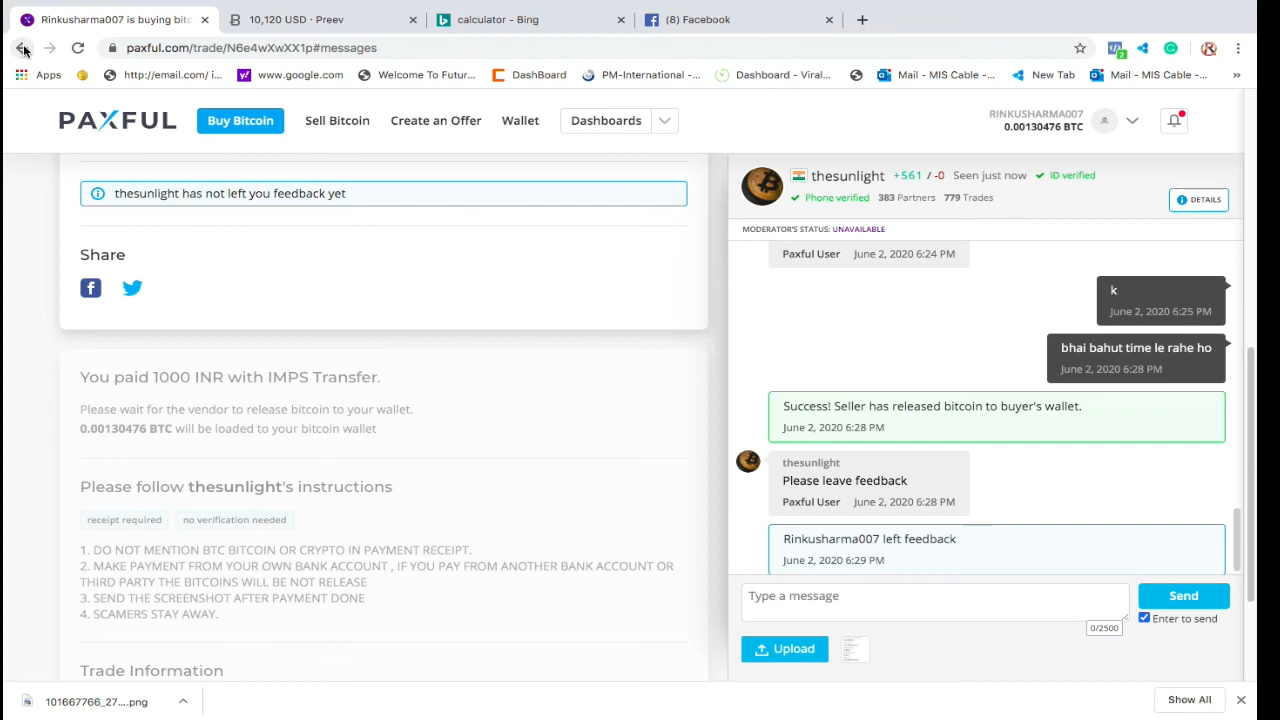 Rinkusharma007 is buying bitc
10,120 USD · Preev
calculator - Bing
(8) Facebook
paxful.com/trade/N6e4wXwXX1p#messages
Apps
http://email.com/ i...
www.google.com
Welcome To Futur...
DashBoard
PM-International -...
Dashboard - Viral...
Mail - MIS Cable -...
New Tab
Mail - MIS Cable -...
»
PAXFUL
Buy Bitcoin
Sell Bitcoin
Create an Offer
Wallet
Dashboards
RINKUSHARMA007
0.00130476 BTC
thesunlight has not left you feedback yet
Share
You paid 1000 INR with IMPS Transfer.
Please wait for the vendor to release bitcoin to your wallet.
0.00130476 BTC will be loaded to your bitcoin wallet
Please follow thesunlight's instructions
receipt required
no verification needed
1. DO NOT MENTION BTC BITCOIN OR CRYPTO IN PAYMENT RECEIPT.
2. MAKE PAYMENT FROM YOUR OWN BANK ACCOUNT , IF YOU PAY FROM ANOTHER BANK ACCOUNT OR
THIRD PARTY THE BITCOINS WILL BE NOT RELEASE
3. SEND THE SCREENSHOT AFTER PAYMENT DONE
4. SCAMERS STAY AWAY.
Trade Information
thesunlight +561 / -0 Seen just now ID verified
Phone verified 383 Partners 779 Trades
DETAILS
MODERATOR'S STATUS: UNAVAILABLE
Paxful User June 2, 2020 6:24 PM
k
June 2, 2020 6:25 PM
bhai bahut time le rahe ho
June 2, 2020 6:28 PM
Success! Seller has released bitcoin to buyer's wallet.
June 2, 2020 6:28 PM
thesunlight
Please leave feedback
Paxful User June 2, 2020 6:28 PM
Rinkusharma007 left feedback
June 2, 2020 6:29 PM
Type a message
Send
Enter to send
0/2500
Upload
101667766_27....png
Show All